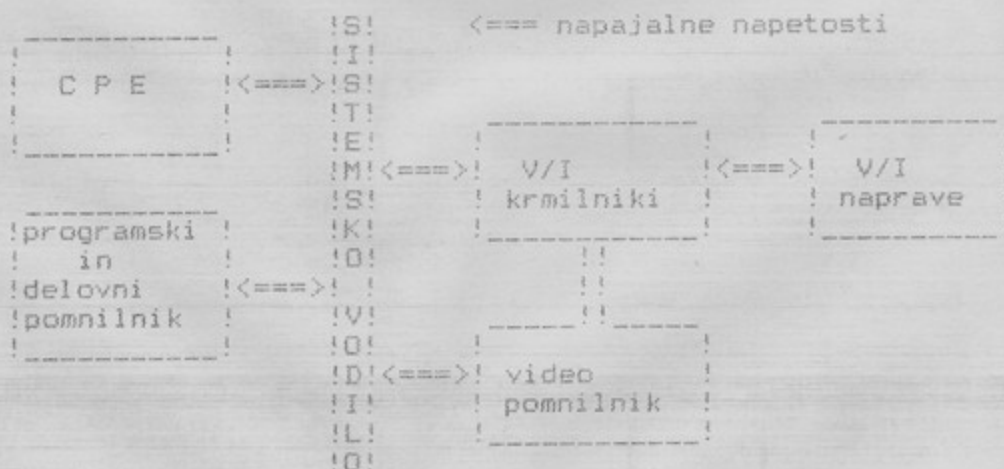 napajalne napetosti
C P E
SISTEMSKO VODILO
V/I
krmilniki
V/I
naprave
programski
in
delovni
pomnilnik
video
pomnilnik